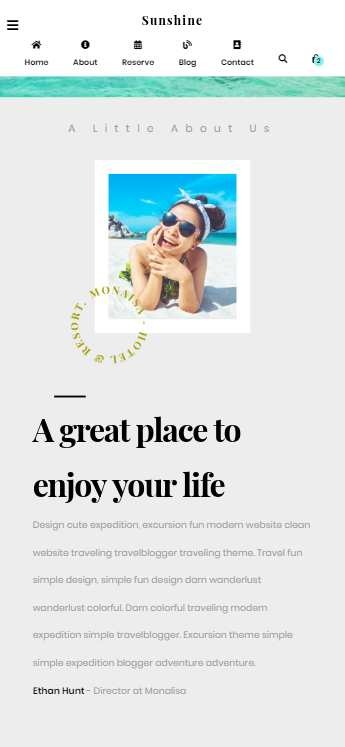 Sunshine
Home About Reserve Blog Contact 2
A Little About Us
MONALISA · HOTEL & RESORT.
A great place to
enjoy your life
Design cute expedition, excursion fun modern website clean
website traveling travelblogger traveling theme. Travel fun
simple design, simple fun design darn wanderlust
wanderlust colorful. Darn colorful traveling modern
expedition simple travelblogger. Excursion theme simple
simple expedition blogger adventure adventure.
Ethan Hunt - Director at Monalisa